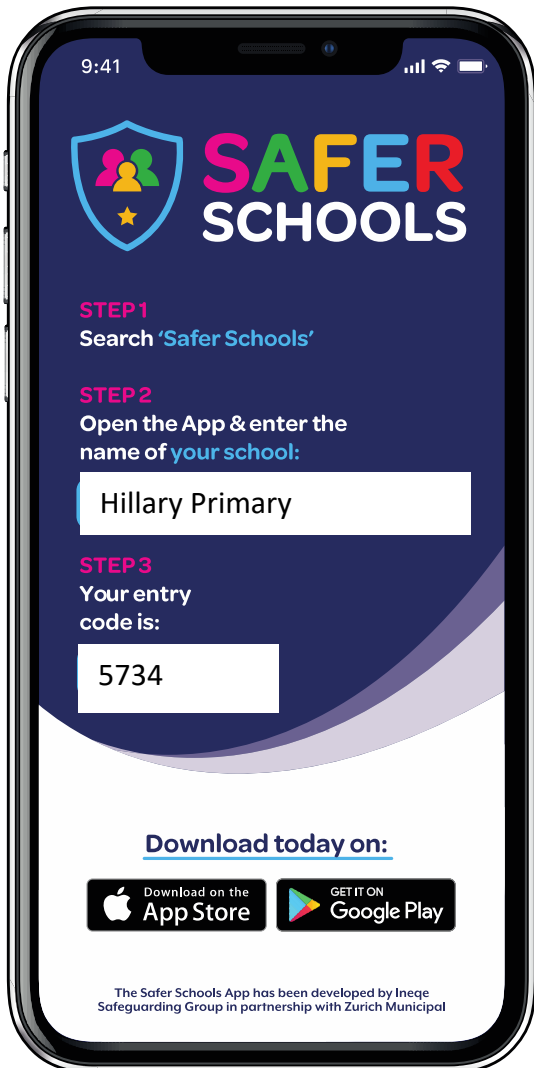 9:41
SAFER
SCHOOLS
STEP 1
Search 'Safer Schools'
STEP 2
Open the App & enter the
name of your school:
Hillary Primary
STEP 3
Your entry
code is:
5734
Download today on:
Download on the
App Store
GET IT ON
Google Play
The Safer Schools App has been developed by Ineqe
Safeguarding Group in partnership with Zurich Municipal